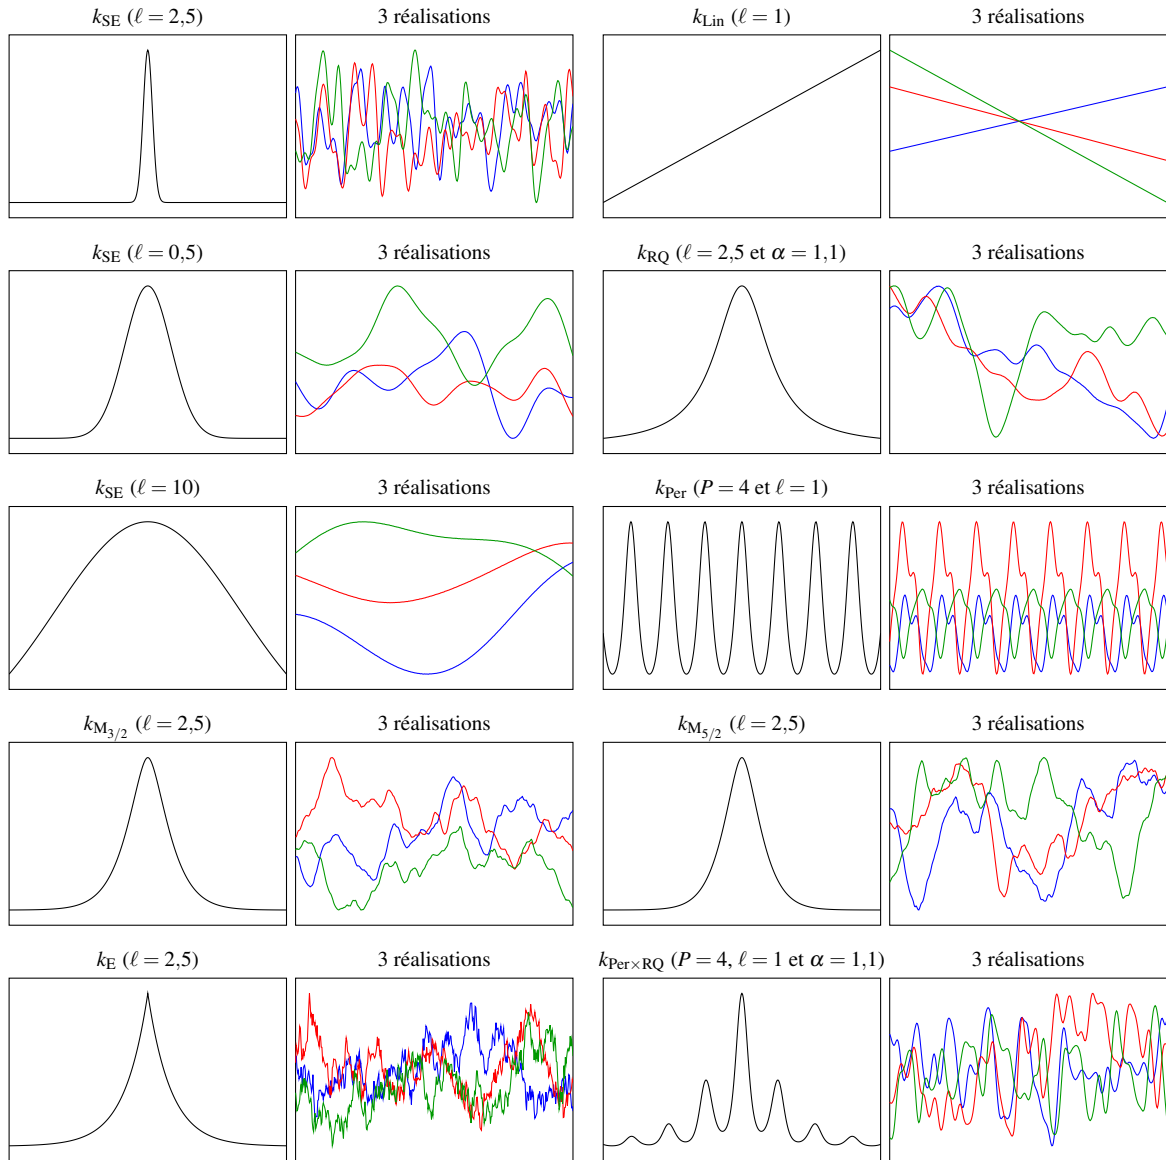 k_SE (ℓ = 2,5) 3 réalisations k_Lin (ℓ = 1) 3 réalisations
k_SE (ℓ = 0,5) 3 réalisations k_RQ (ℓ = 2,5 et α = 1,1) 3 réalisations
k_SE (ℓ = 10) 3 réalisations k_Per (P = 4 et ℓ = 1) 3 réalisations
k_M_3/2 (ℓ = 2,5) 3 réalisations k_M_5/2 (ℓ = 2,5) 3 réalisations
k_E (ℓ = 2,5) 3 réalisations k_Per×RQ (P = 4, ℓ = 1 et α = 1,1) 3 réalisations